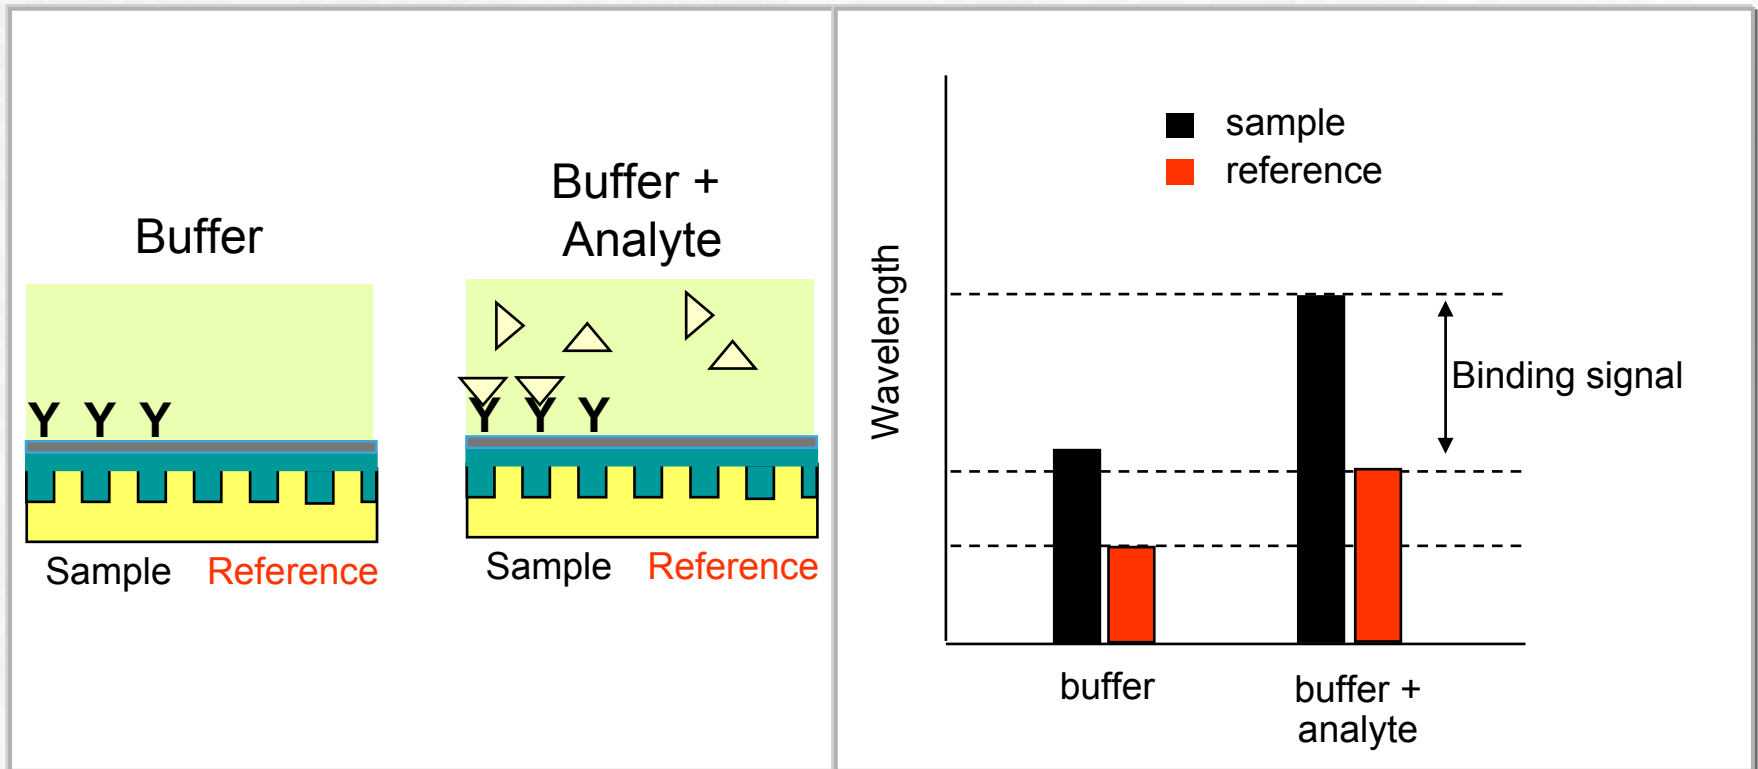 Buffer
Buffer +
Analyte
Y Y Y
Y Y Y
Sample Reference
Sample Reference
sample
reference
Wavelength
Binding signal
buffer
buffer +
analyte